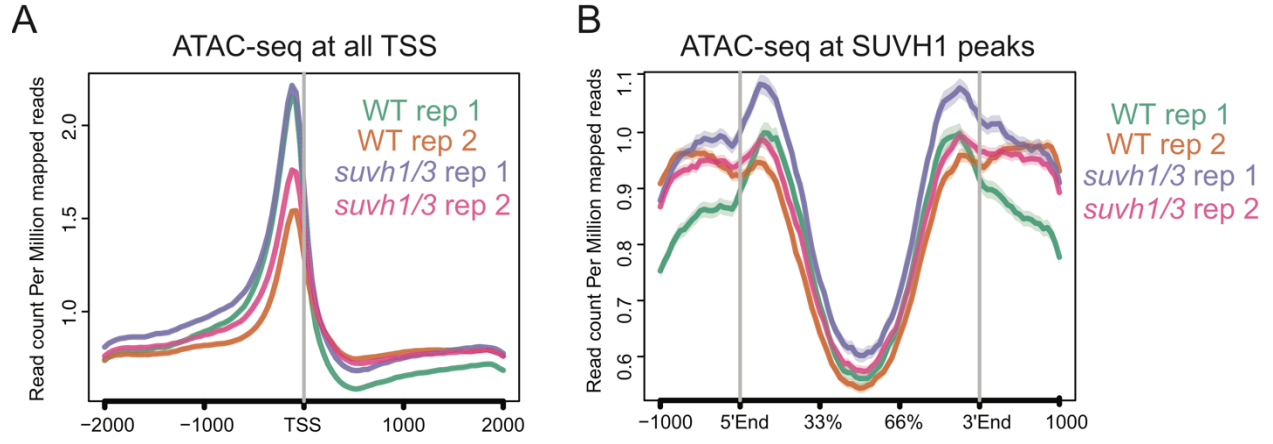 A
ATAC-seq at all TSS
Read count Per Million mapped reads
2.0
1.5
1.0
WT rep 1
WT rep 2
suvh1/3 rep 1
suvh1/3 rep 2
−2000
−1000
TSS
1000
2000
B
ATAC-seq at SUVH1 peaks
Read count Per Million mapped reads
1.1
1.0
0.9
0.8
0.7
0.6
WT rep 1
WT rep 2
suvh1/3 rep 1
suvh1/3 rep 2
−1000
5'End
33%
66%
3'End
1000